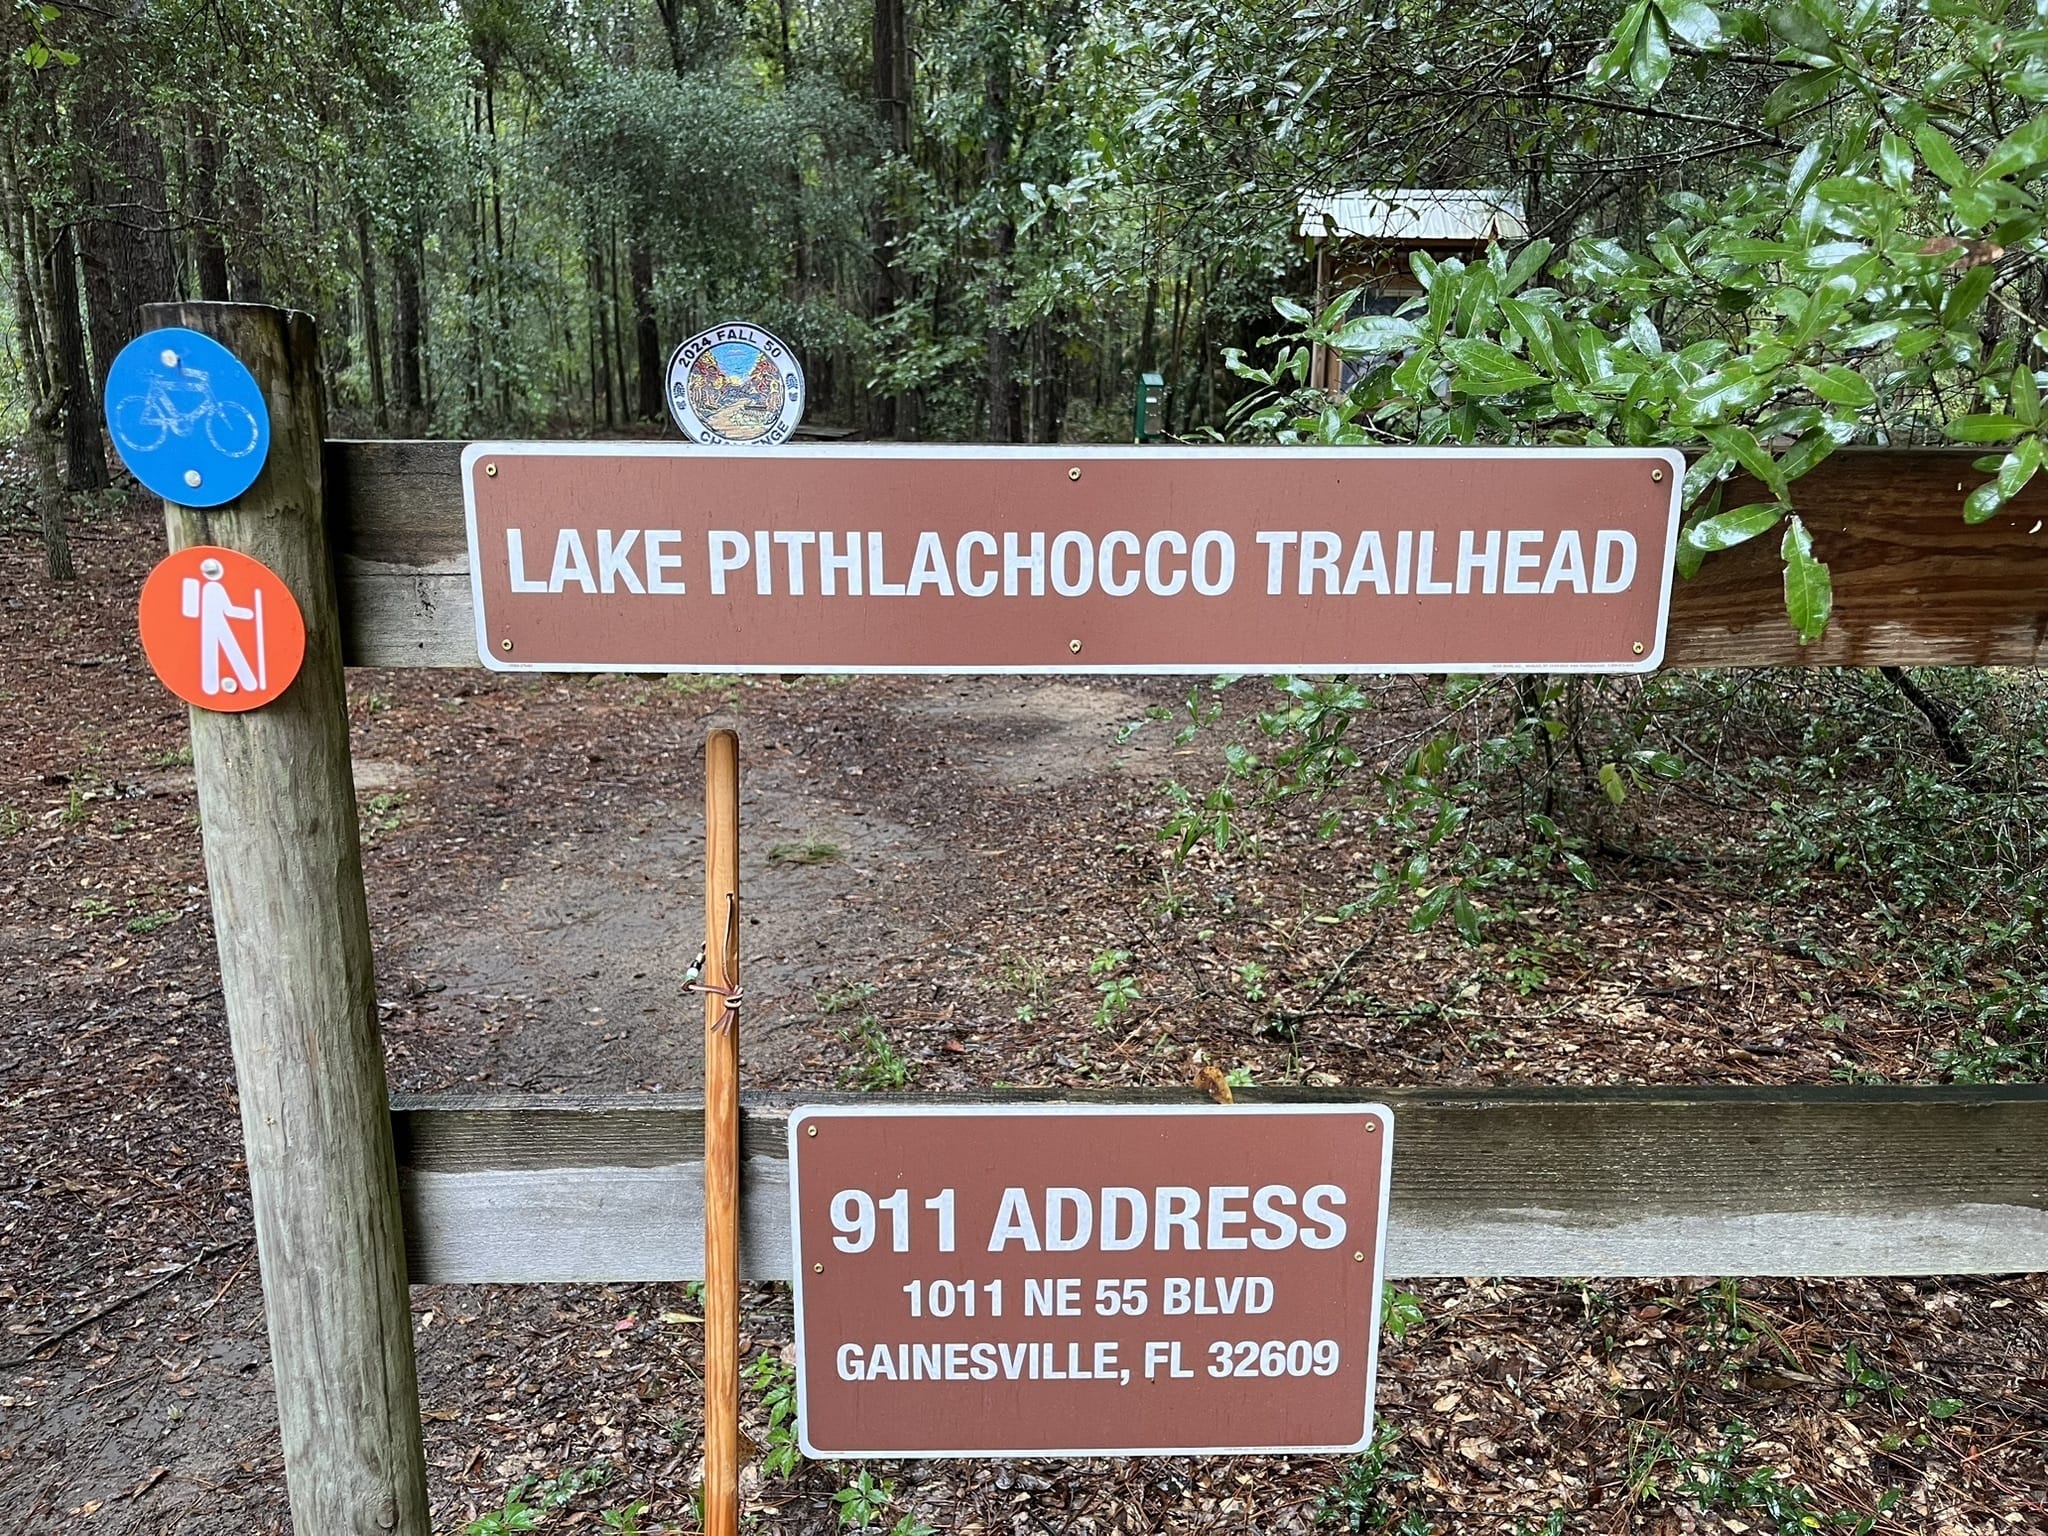 2024 FALL 50
CHALLENGE
LAKE PITHLACHOCCO TRAILHEAD
911 ADDRESS
1011 NE 55 BLVD
GAINESVILLE, FL 32609